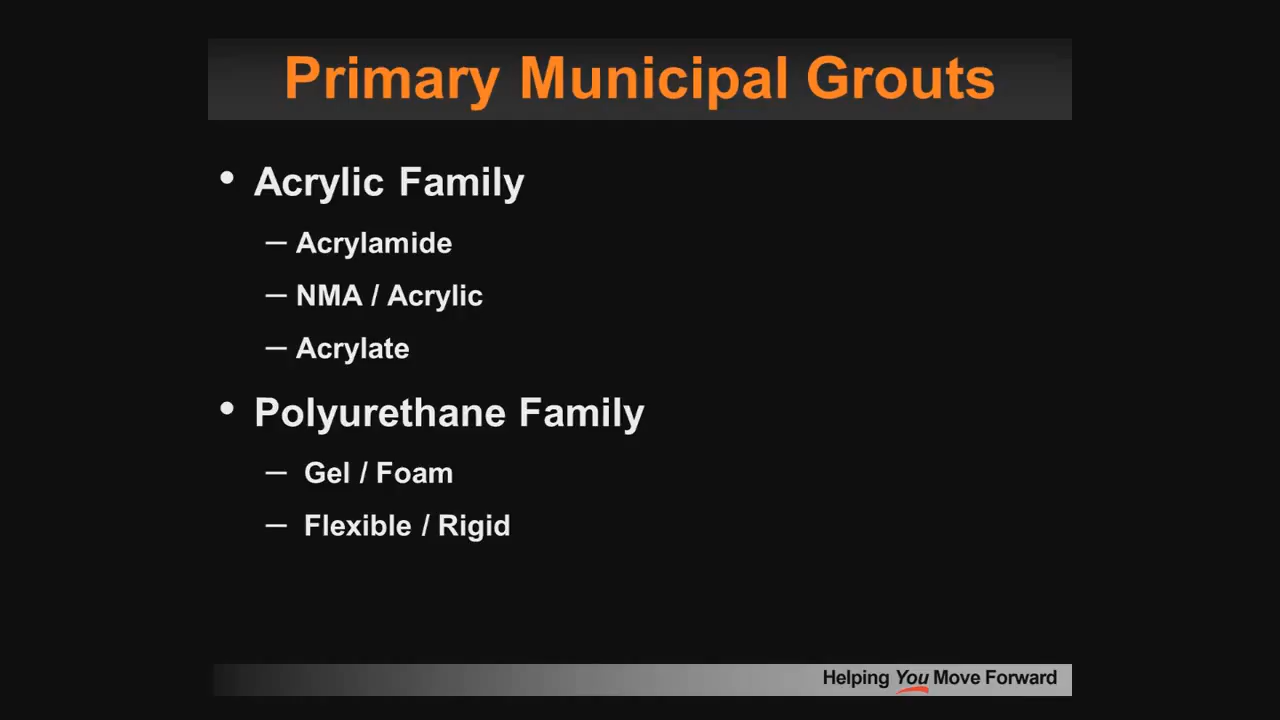 Primary Municipal Grouts
• Acrylic Family
– Acrylamide
– NMA / Acrylic
– Acrylate
• Polyurethane Family
– Gel / Foam
– Flexible / Rigid
Helping You Move Forward